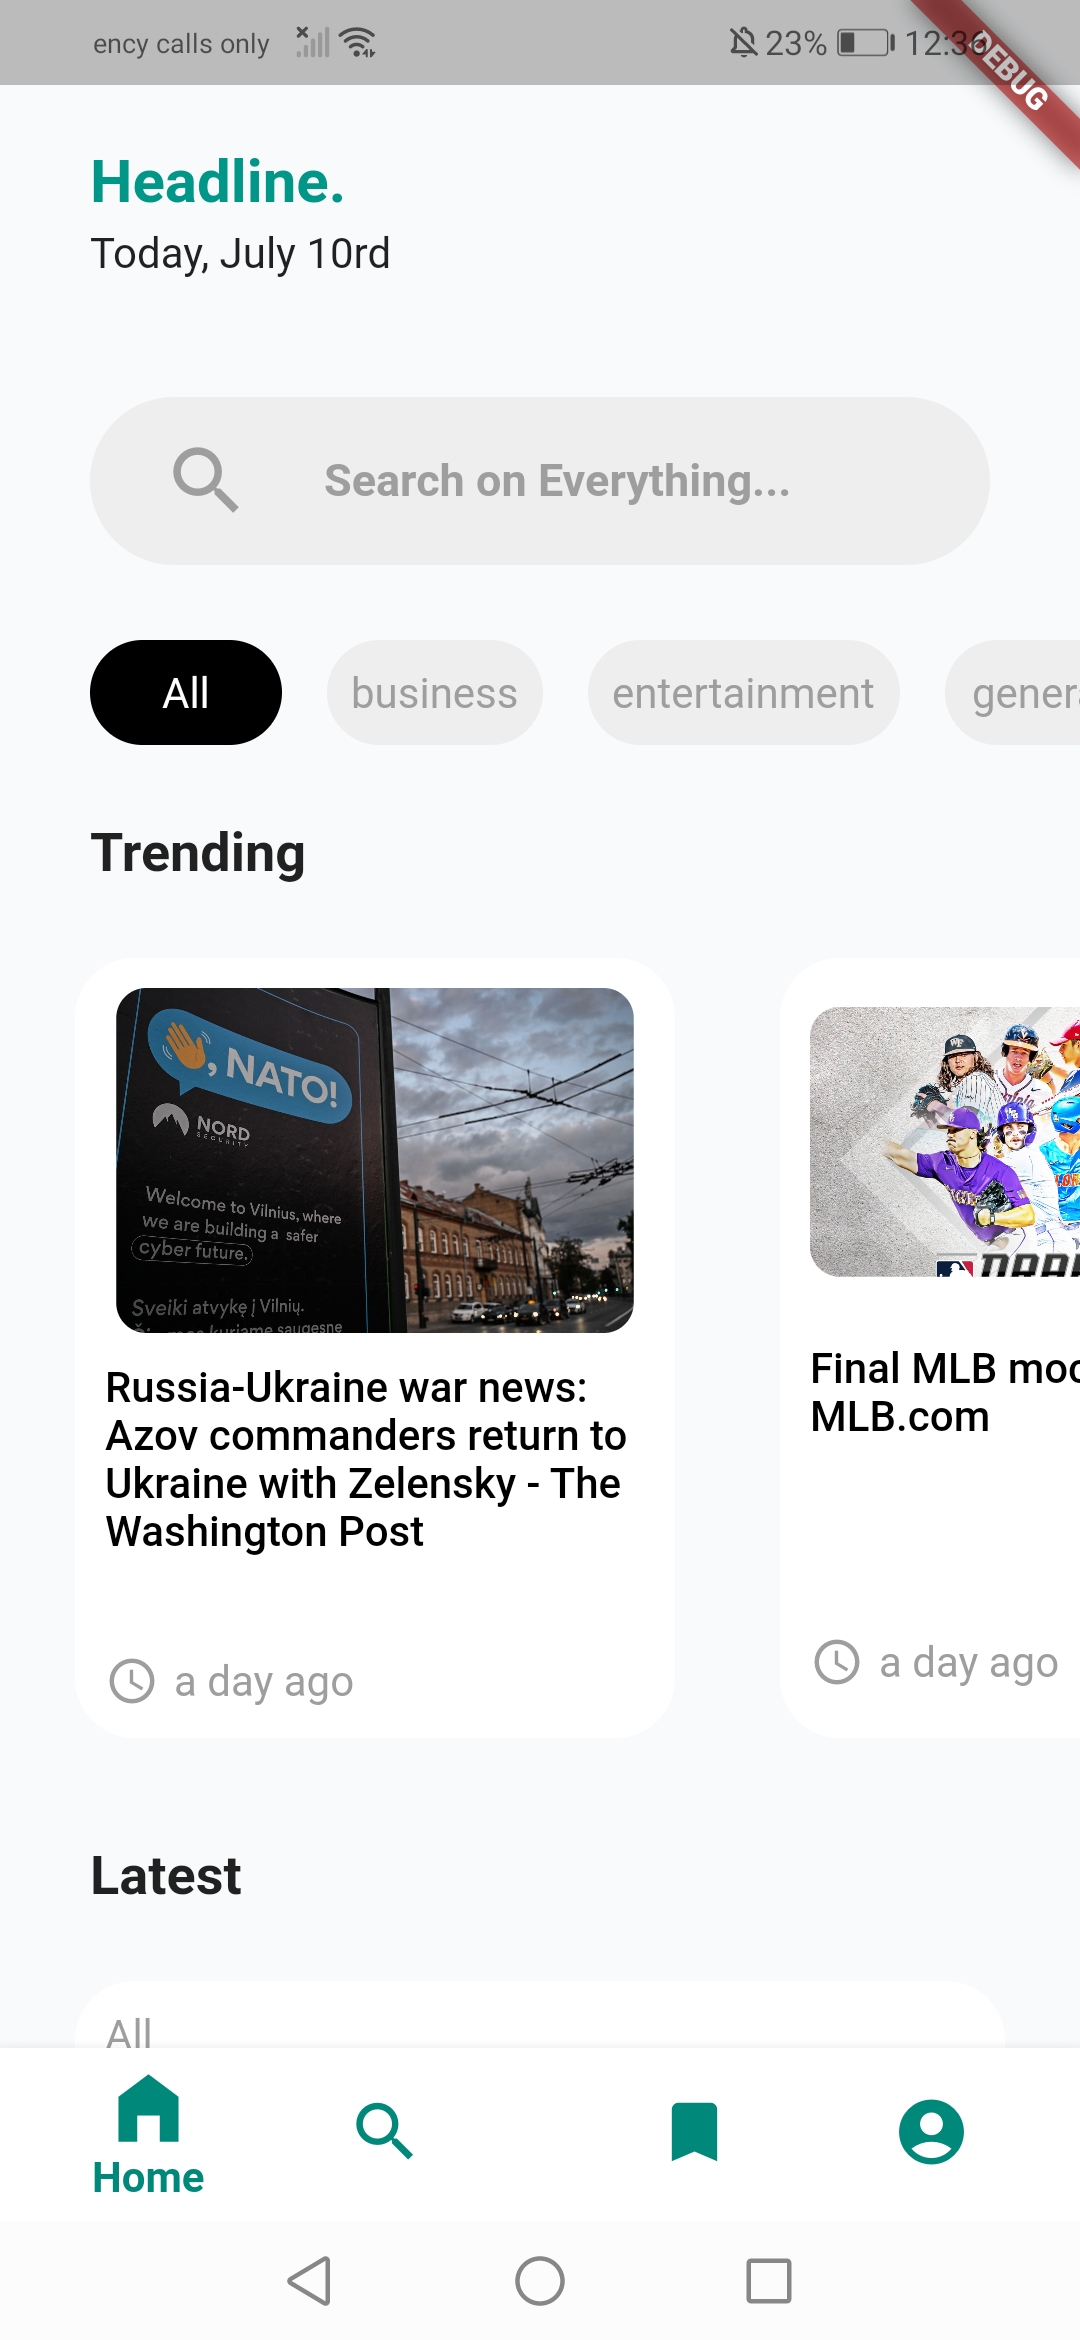 ency calls only 23% 12:36
DEBUG
Headline.
Today, July 10rd
Search on Everything...
All business entertainment genera
Trending
👋, NATO!
NORD
SECURITY
Welcome to Vilnius, where
we are building a safer
cyber future.
Sveiki atvykę į Vilnių.
kuriame saugesnę
Russia-Ukraine war news:
Azov commanders return to
Ukraine with Zelensky - The
Washington Post
a day ago
Final MLB moc
MLB.com
a day ago
Latest
All
Home